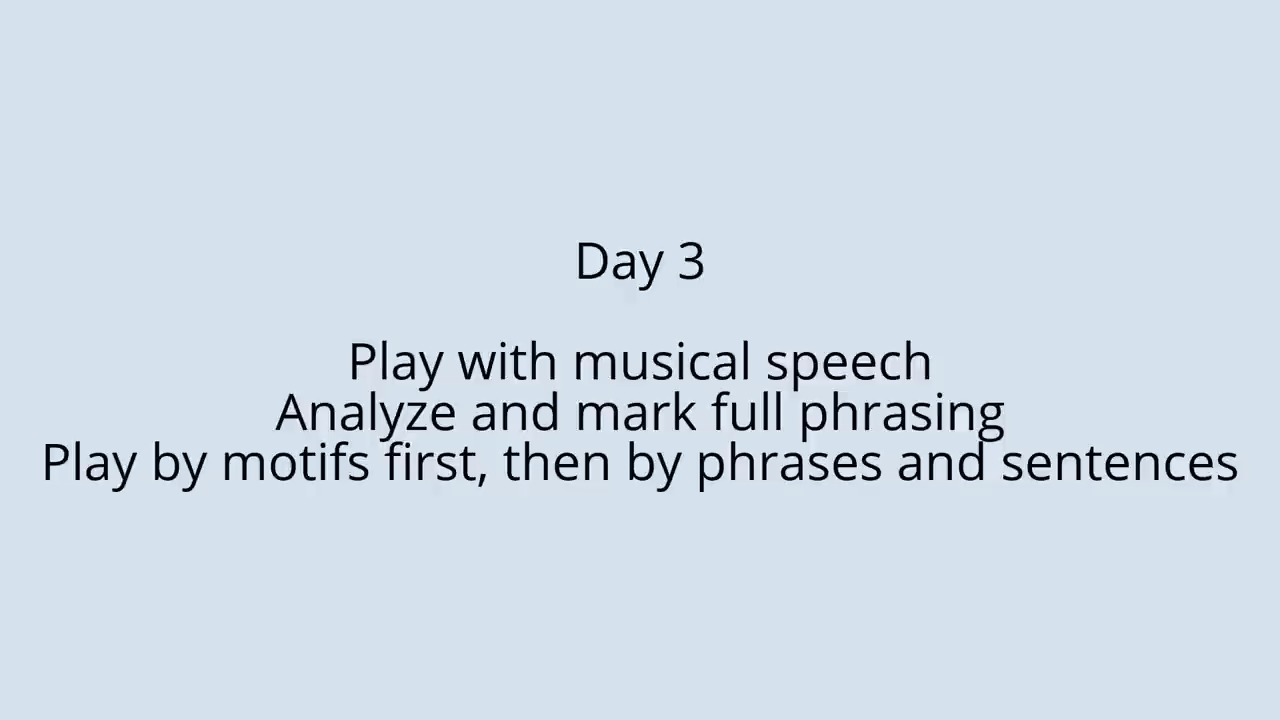 Day 3
Play with musical speech
Analyze and mark full phrasing
Play by motifs first, then by phrases and sentences